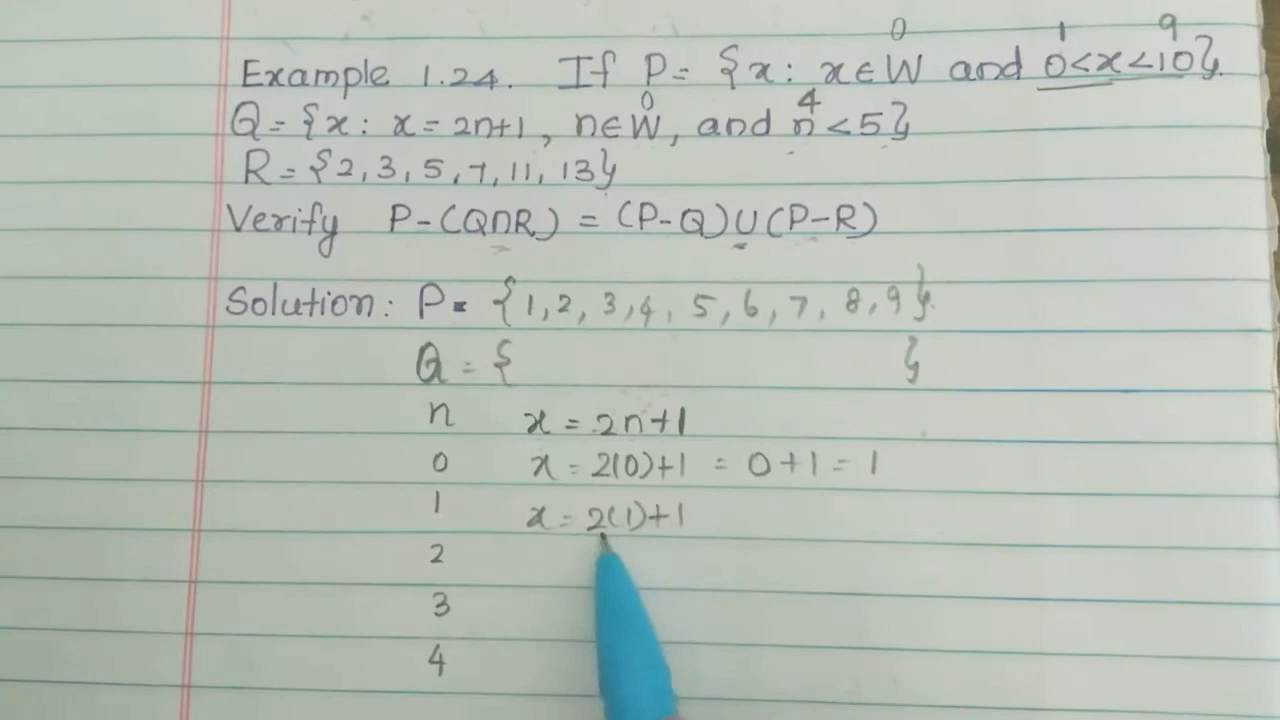 0 1 9
Example 1.24. If P = {x : x ∈ W and 0<x<10}.
0 4
Q = {x : x = 2n+1, n∈W, and n<5}
R = {2, 3, 5, 7, 11, 13}
Verify P-(Q∩R) = (P-Q)∪(P-R)
Solution: P = {1, 2, 3, 4, 5, 6, 7, 8, 9}.
Q = { }
n x = 2n+1
0 x = 2(0)+1 = 0+1 = 1
1 x = 2(1)+1
2
3
4